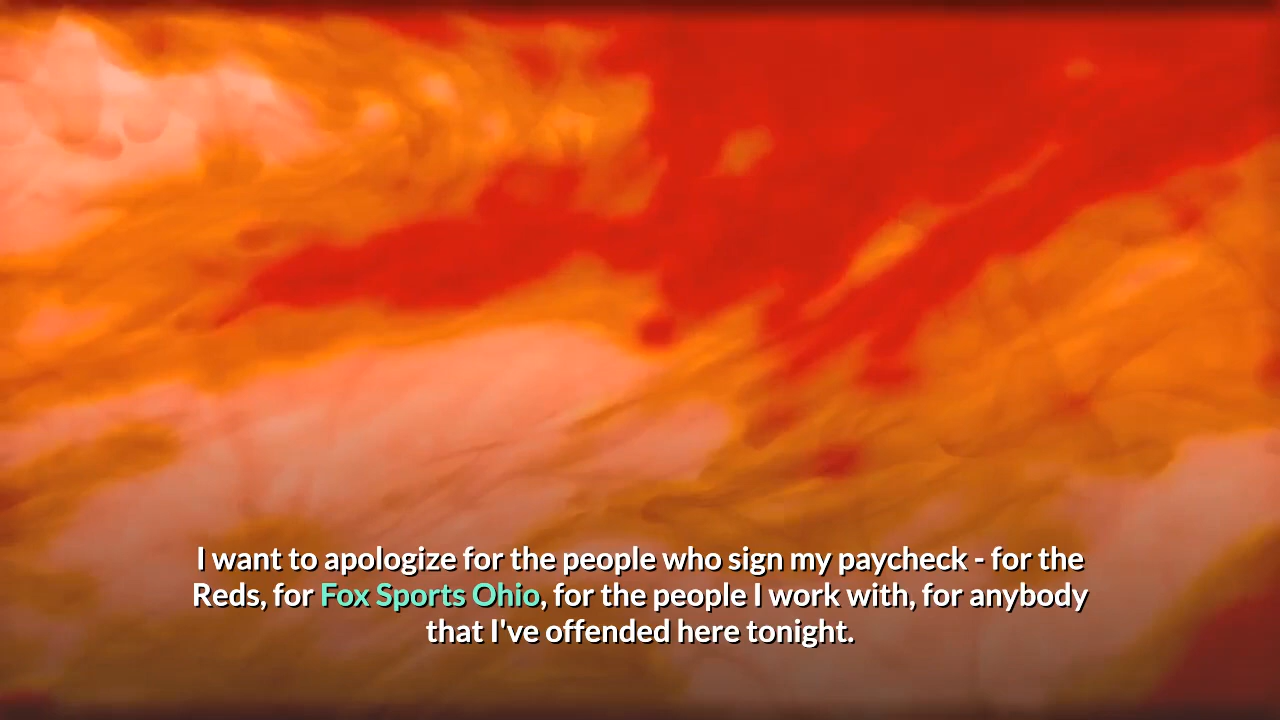 I want to apologize for the people who sign my paycheck - for the
Reds, for Fox Sports Ohio, for the people I work with, for anybody
that I've offended here tonight.